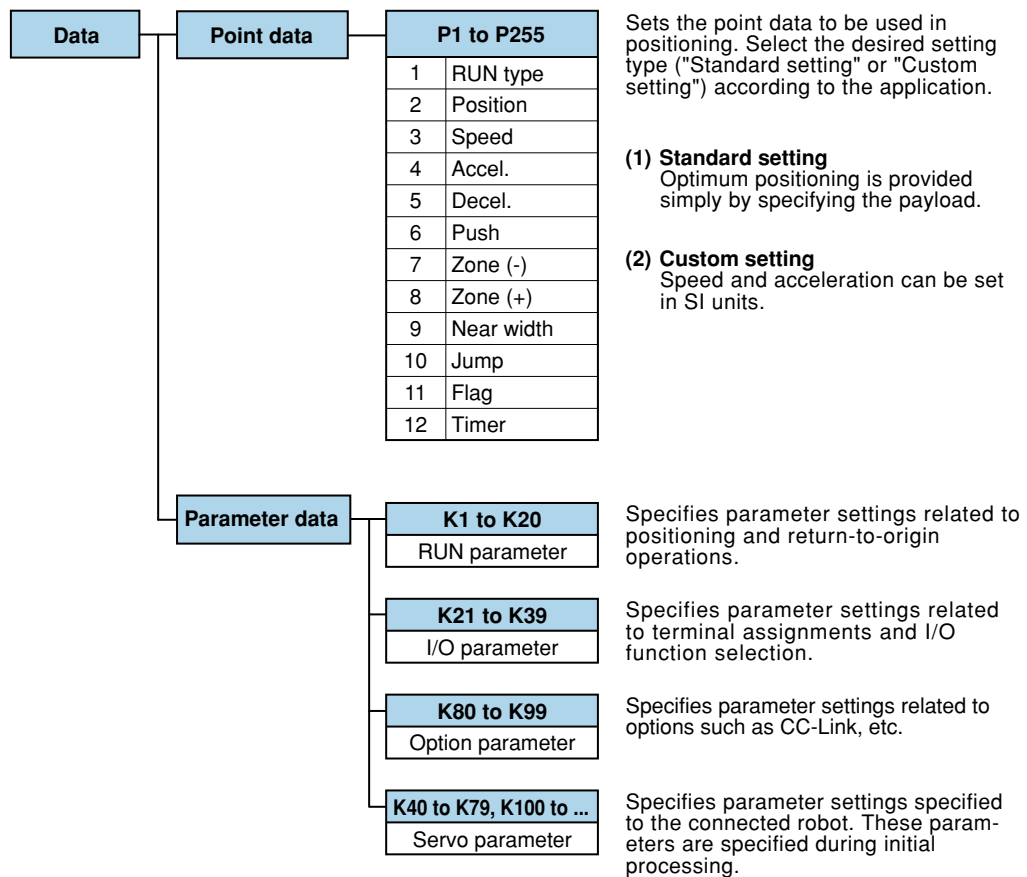 Data
Point data
P1 to P255
1 RUN type
2 Position
3 Speed
4 Accel.
5 Decel.
6 Push
7 Zone (-)
8 Zone (+)
9 Near width
10 Jump
11 Flag
12 Timer
Sets the point data to be used in
positioning. Select the desired setting
type ("Standard setting" or "Custom
setting") according to the application.
(1) Standard setting
Optimum positioning is provided
simply by specifying the payload.
(2) Custom setting
Speed and acceleration can be set
in SI units.
Parameter data
K1 to K20
RUN parameter
Specifies parameter settings related to
positioning and return-to-origin
operations.
K21 to K39
I/O parameter
Specifies parameter settings related
to terminal assignments and I/O
function selection.
K80 to K99
Option parameter
Specifies parameter settings related to
options such as CC-Link, etc.
K40 to K79, K100 to ...
Servo parameter
Specifies parameter settings specified
to the connected robot. These param-
eters are specified during initial
processing.